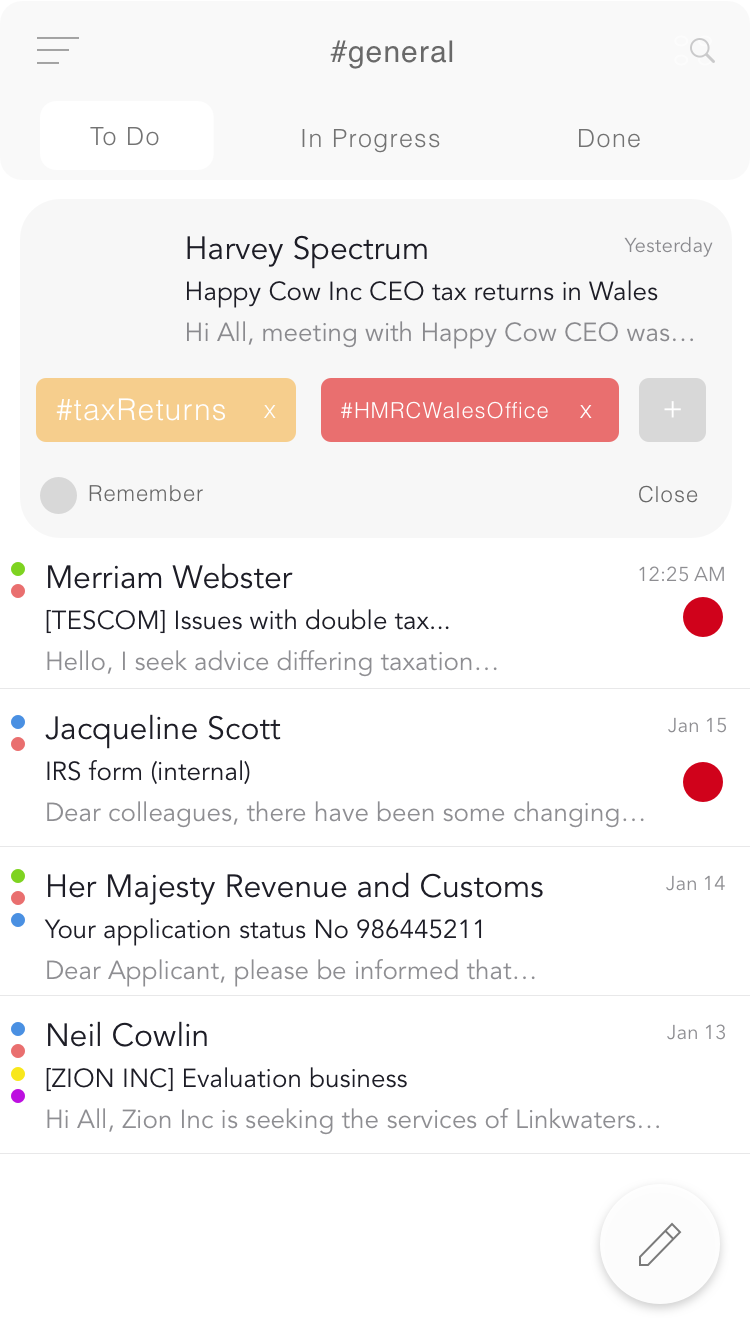 #general
To Do In Progress Done
Harvey Spectrum Yesterday
Happy Cow Inc CEO tax returns in Wales
Hi All, meeting with Happy Cow CEO was...
#taxReturns x #HMRCWalesOffice x +
Remember Close
Merriam Webster 12:25 AM
[TESCOM] Issues with double tax...
Hello, I seek advice differing taxation...
Jacqueline Scott Jan 15
IRS form (internal)
Dear colleagues, there have been some changing...
Her Majesty Revenue and Customs Jan 14
Your application status No 986445211
Dear Applicant, please be informed that...
Neil Cowlin Jan 13
[ZION INC] Evaluation business
Hi All, Zion Inc is seeking the services of Linkwaters...